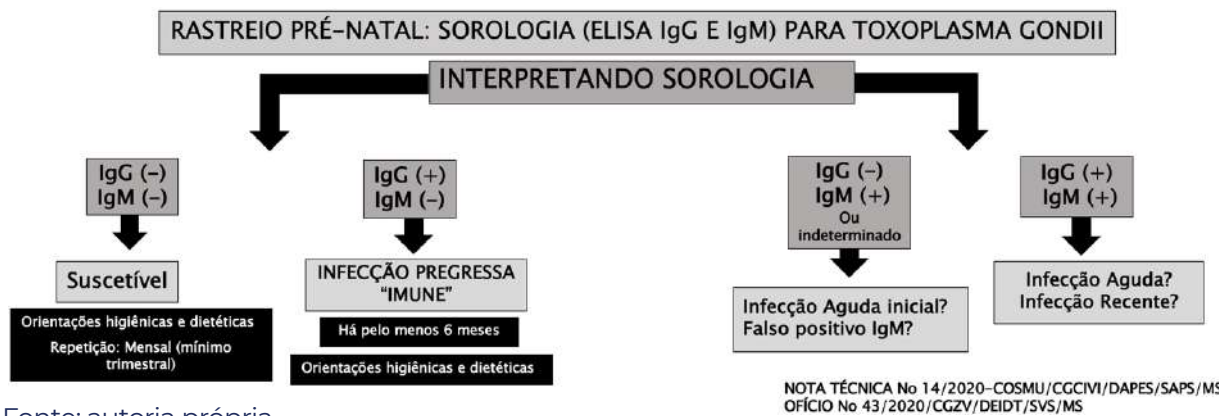 RASTREIO PRÉ-NATAL: SOROLOGIA (ELISA IgG E IgM) PARA TOXOPLASMA GONDII
INTERPRETANDO SOROLOGIA
IgG (-)
IgM (-)
Suscetível
Orientações higiênicas e dietéticas
Repetição: Mensal (mínimo
trimestral)
IgG (+)
IgM (-)
INFECÇÃO PREGRESSA
“IMUNE”
Há pelo menos 6 meses
Orientações higiênicas e dietéticas
IgG (-)
IgM (+)
Ou
indeterminado
Infecção Aguda inicial?
Falso positivo IgM?
IgG (+)
IgM (+)
Infecção Aguda?
Infecção Recente?
NOTA TÉCNICA No 14/2020-COSMU/CGCIVI/DAPES/SAPS/MS
OFÍCIO No 43/2020/CGZV/DEIDT/SVS/MS
Fonte: autoria própria